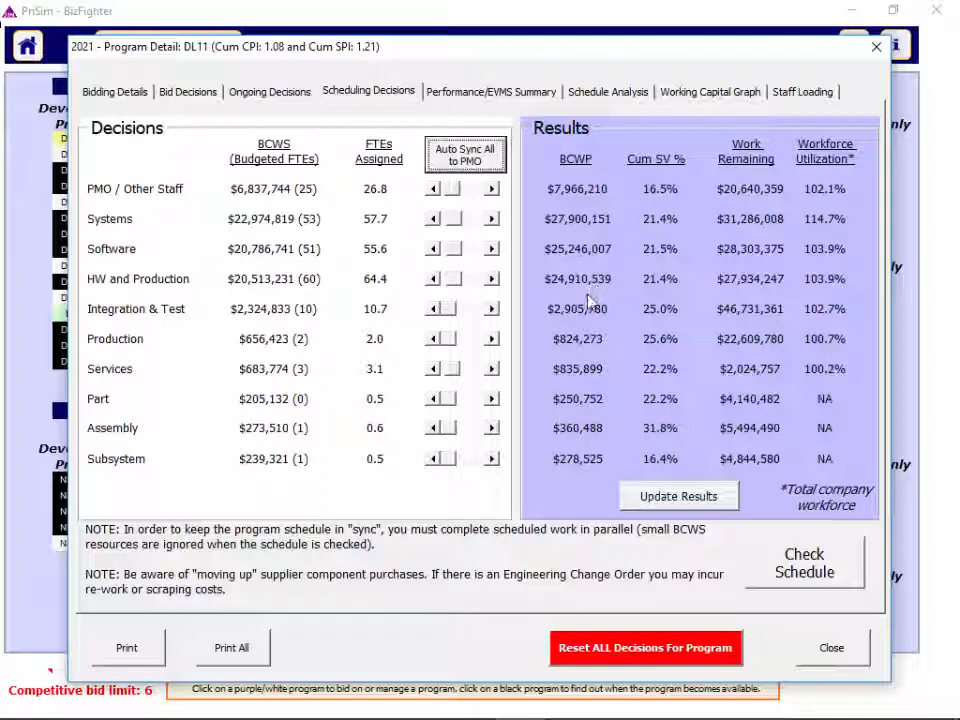 PriSim - BizFighter
2021 - Program Detail: DL11 (Cum CPI: 1.08 and Cum SPI: 1.21)
Bidding Details | Bid Decisions | Ongoing Decisions | Scheduling Decisions | Performance/EVMS Summary | Schedule Analysis | Working Capital Graph | Staff Loading
Decisions
Results
BCWS (Budgeted FTEs)
FTEs Assigned
Auto Sync All to PMO
BCWP
Cum SV %
Work Remaining
Workforce Utilization*
PMO / Other Staff $6,837,744 (25) 26.8 $7,966,210 16.5% $20,640,359 102.1%
Systems $22,974,819 (53) 57.7 $27,900,151 21.4% $31,286,008 114.7%
Software $20,786,741 (51) 55.6 $25,246,007 21.5% $28,303,375 103.9%
HW and Production $20,513,231 (60) 64.4 $24,910,539 21.4% $27,934,247 103.9%
Integration & Test $2,324,833 (10) 10.7 25.0% $46,731,361 102.7%
Production $656,423 (2) 2.0 $824,273 25.6% $22,609,780 100.7%
Services $683,774 (3) 3.1 $835,899 22.2% $2,024,757 100.2%
Part $205,132 (0) 0.5 $250,752 22.2% $4,140,482 NA
Assembly $273,510 (1) 0.6 $360,488 31.8% $5,494,490 NA
Subsystem $239,321 (1) 0.5 $278,525 16.4% $4,844,580 NA
Update Results
*Total company workforce
NOTE: In order to keep the program schedule in "sync", you must complete scheduled work in parallel (small BCWS
resources are ignored when the schedule is checked).
NOTE: Be aware of "moving up" supplier component purchases. If there is an Engineering Change Order you may incur
re-work or scraping costs.
Check Schedule
Print
Print All
Reset ALL Decisions For Program
Close
Competitive bid limit: 6
Click on a purple/white program to bid on or manage a program, click on a black program to find out when the program becomes available.